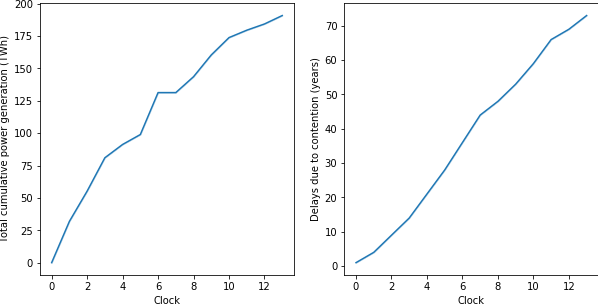 200
175
150
125
100
75
50
25
0
Total cumulative power generation (TWh)
0 2 4 6 8 10 12
Clock
70
60
50
40
30
20
10
0
Delays due to contention (years)
0 2 4 6 8 10 12
Clock